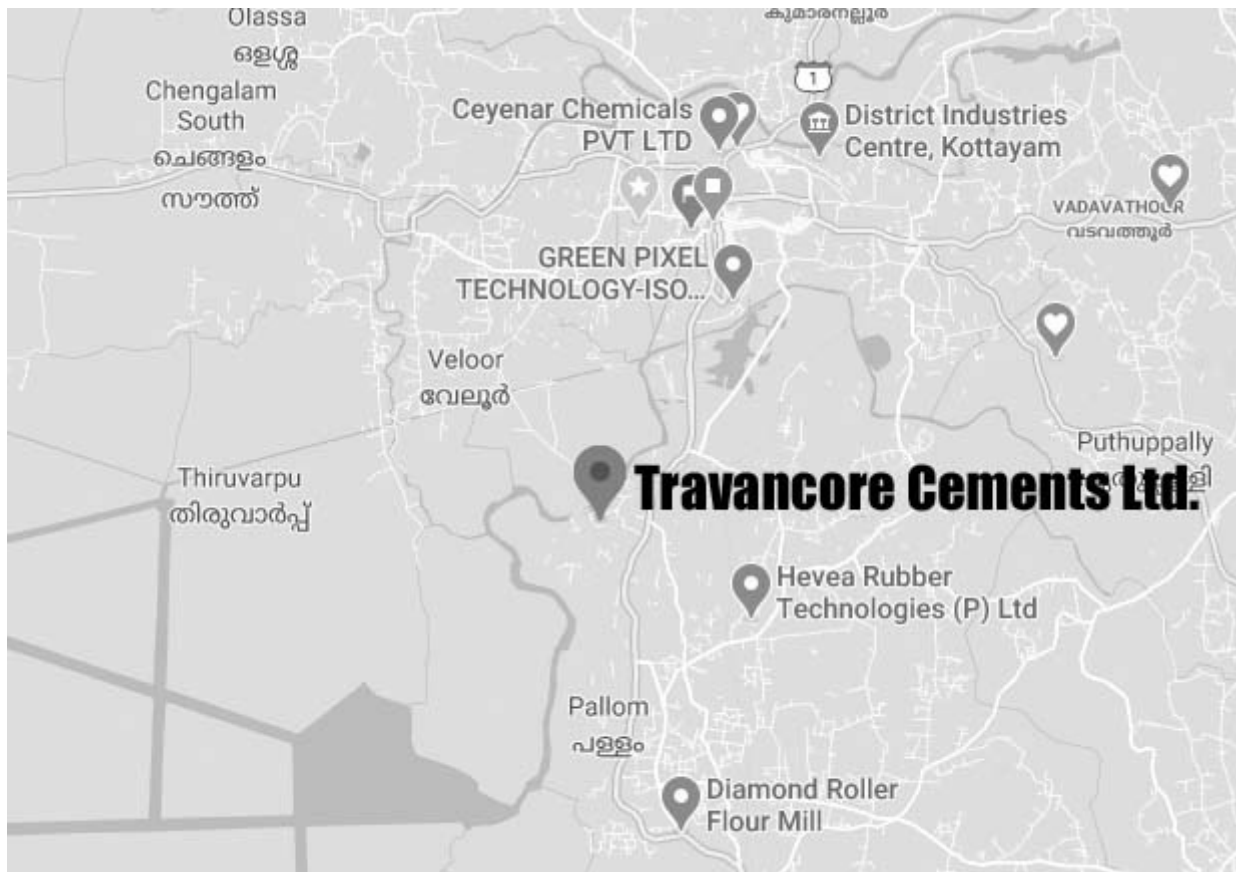 Olassa
ഒളശ്ശ
കുമാരനല്ലൂർ
Chengalam
South
ചെങ്ങളം
സൗത്ത്
1
Ceyenar Chemicals
PVT LTD
District Industries
Centre, Kottayam
VADAVATHOOR
വടവത്തൂർ
GREEN PIXEL
TECHNOLOGY-ISO...
Veloor
വേലൂർ
Puthuppally
Thiruvarpu
തിരുവാർപ്പ്
Travancore Cements Ltd.
Hevea Rubber
Technologies (P) Ltd
Pallom
പള്ളം
Diamond Roller
Flour Mill